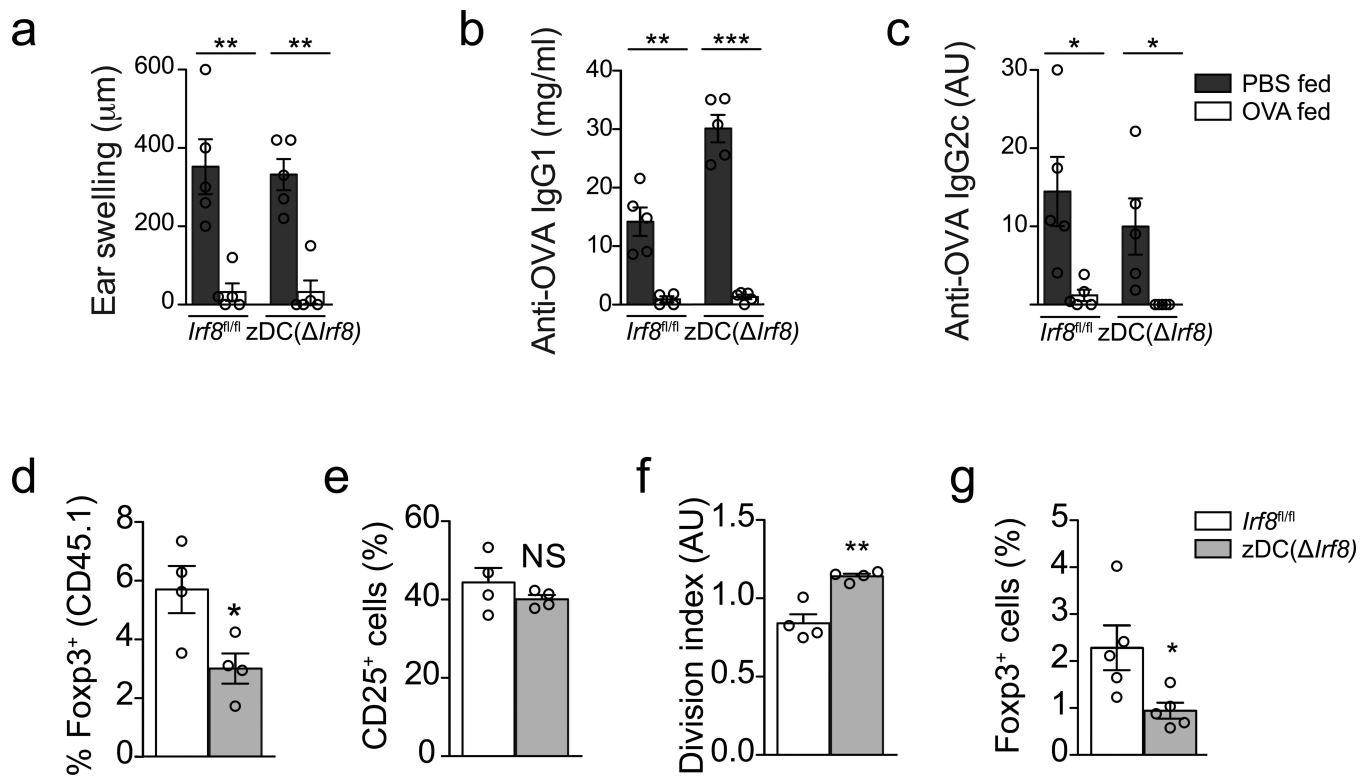 a
** **
Ear swelling (µm)
600
400
200
0
Irf8fl/fl zDC(ΔIrf8)
b
** ***
Anti-OVA IgG1 (mg/ml)
40
30
20
10
0
Irf8fl/fl zDC(ΔIrf8)
c
* *
Anti-OVA IgG2c (AU)
30
20
10
Irf8fl/fl zDC(ΔIrf8)
PBS fed
OVA fed
d
% Foxp3+ (CD45.1)
8
6
4
2
0
*
e
CD25+ cells (%)
60
40
20
0
NS
f
Division index (AU)
1.5
1.0
0.5
0.0
**
g
Foxp3+ cells (%)
5
4
3
2
1
0
*
Irf8fl/fl
zDC(ΔIrf8)